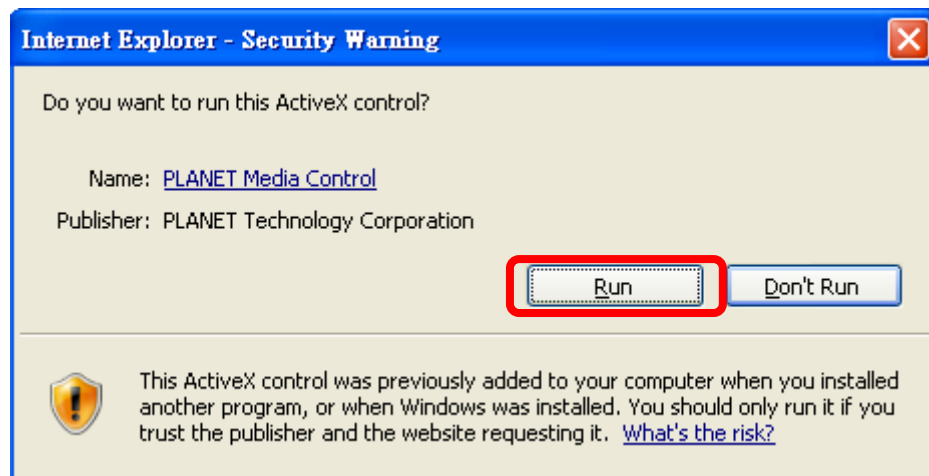 Internet Explorer - Security Warning
Do you want to run this ActiveX control?
Name: PLANET Media Control
Publisher: PLANET Technology Corporation
Run Don't Run
This ActiveX control was previously added to your computer when you installed
another program, or when Windows was installed. You should only run it if you
trust the publisher and the website requesting it. What's the risk?